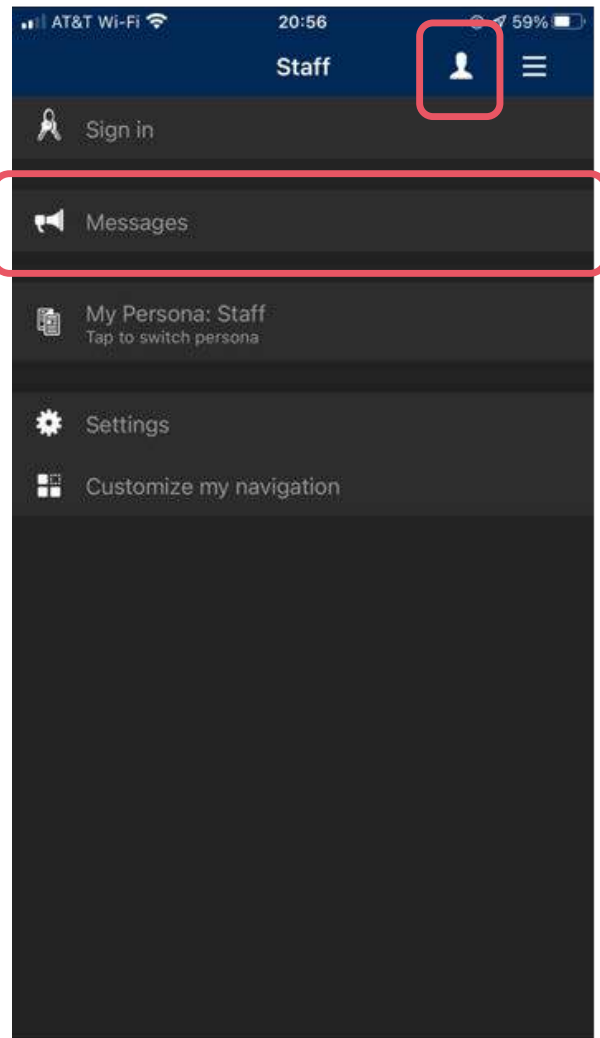 AT&T Wi-Fi 20:56 59%
Staff
Sign in
Messages
My Persona: Staff
Tap to switch persona
Settings
Customize my navigation